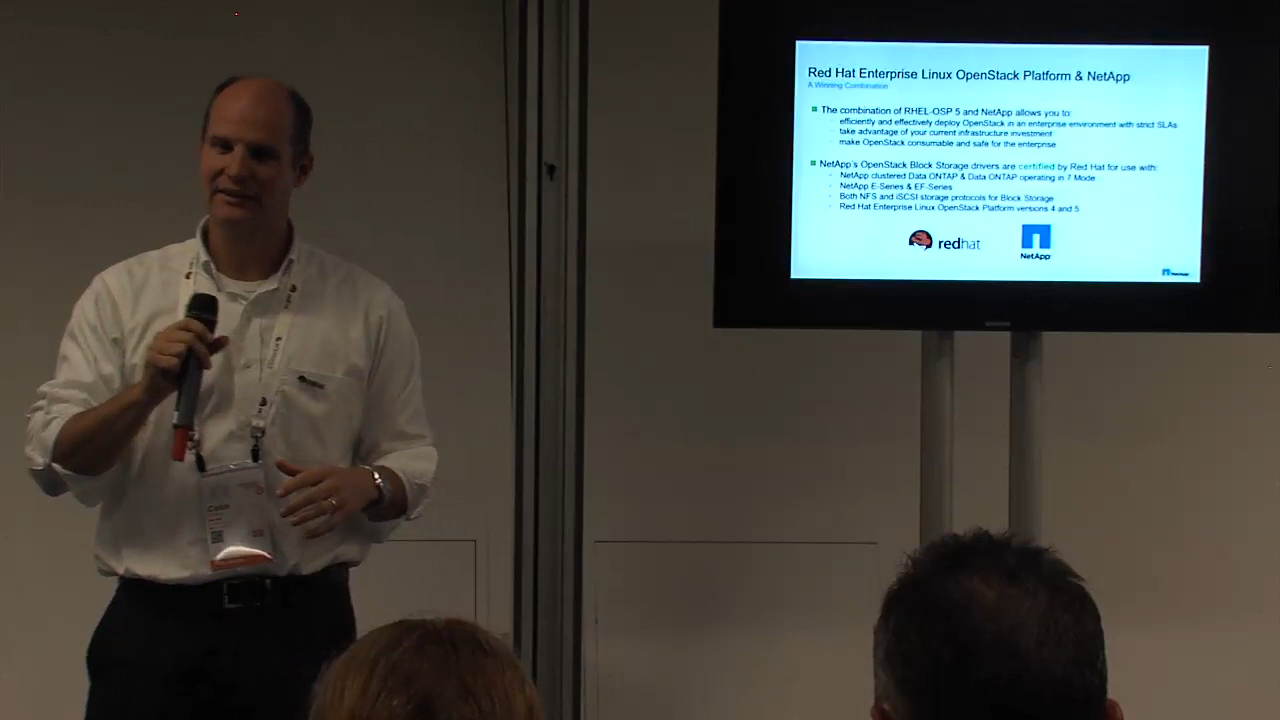 Red Hat Enterprise Linux OpenStack Platform & NetApp
A Winning Combination
The combination of RHEL-OSP 5 and NetApp allows you to:
efficiently and effectively deploy OpenStack in an enterprise environment with strict SLAs
take advantage of your current infrastructure investment
make OpenStack consumable and safe for the enterprise
NetApp's OpenStack Block Storage drivers are certified by Red Hat for use with:
NetApp clustered Data ONTAP & Data ONTAP operating in 7 Mode
NetApp E-Series & EF-Series
Both NFS and iSCSI storage protocols for Block Storage
Red Hat Enterprise Linux OpenStack Platform versions 4 and 5
redhat
NetApp
NetApp